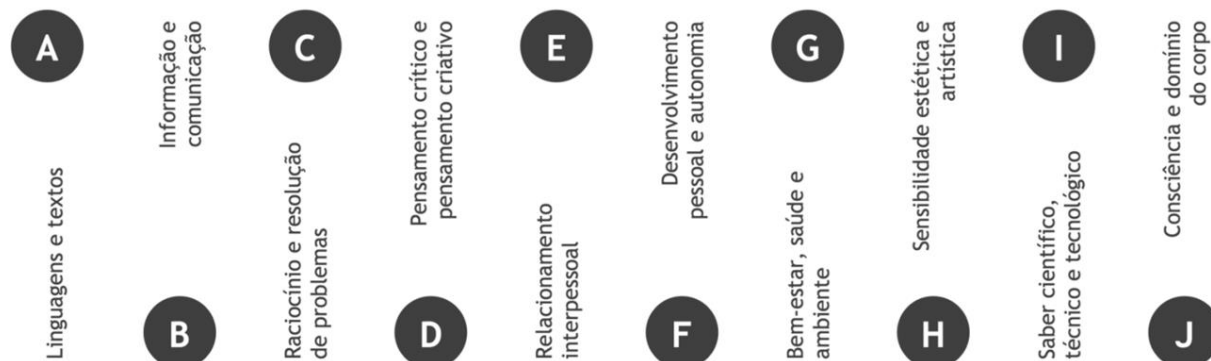 A
Linguagens e textos
Informação e
comunicação
B
C
Raciocínio e resolução
de problemas
Pensamento crítico e
pensamento criativo
D
E
Relacionamento
interpessoal
Desenvolvimento
pessoal e autonomia
F
G
Bem-estar, saúde e
ambiente
Sensibilidade estética e
artística
H
I
Saber científico,
técnico e tecnológico
Consciência e domínio
do corpo
J